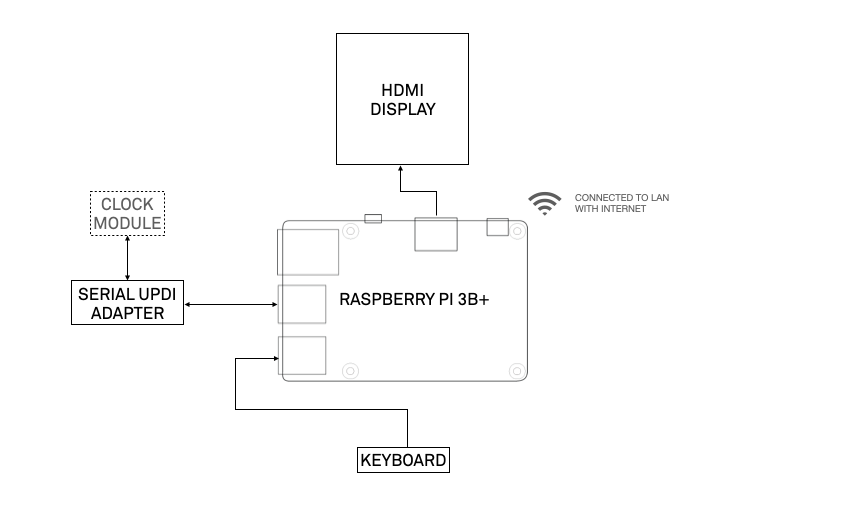 HDMI
DISPLAY
CONNECTED TO LAN
WITH INTERNET
CLOCK
MODULE
SERIAL UPDI
ADAPTER
RASPBERRY PI 3B+
KEYBOARD